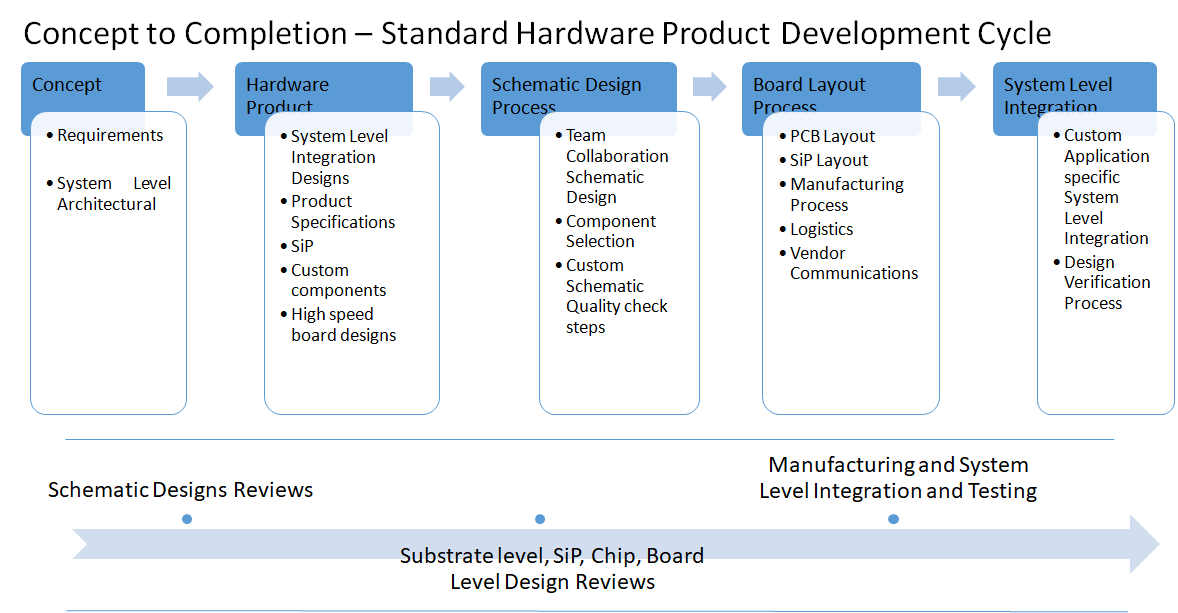 Concept to Completion – Standard Hardware Product Development Cycle
Concept
• Requirements
• System Level
Architectural
Hardware
Product
• System Level
Integration
Designs
• Product
Specifications
• SiP
• Custom
components
• High speed
board designs
Schematic Design
Process
• Team
Collaboration
Schematic
Design
• Component
Selection
• Custom
Schematic
Quality check
steps
Board Layout
Process
• PCB Layout
• SiP Layout
• Manufacturing
Process
• Logistics
• Vendor
Communications
System Level
Integration
• Custom
Application
specific
System
Level
Integration
• Design
Verification
Process
Schematic Designs Reviews
Substrate level, SiP, Chip, Board
Level Design Reviews
Manufacturing and System
Level Integration and Testing